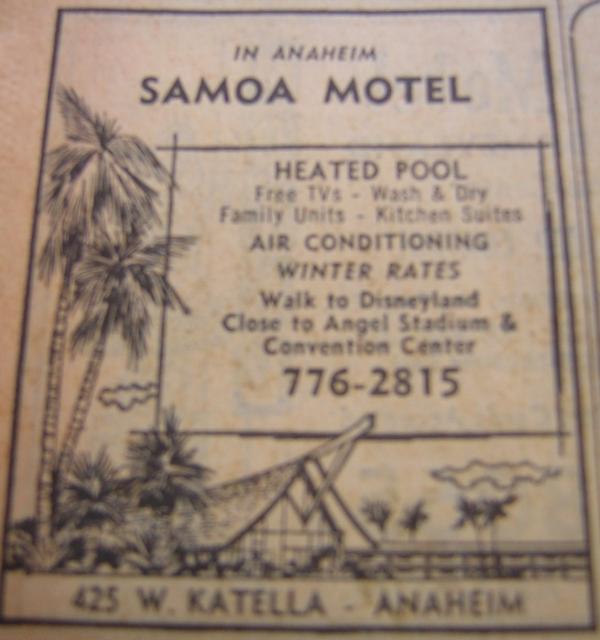 IN ANAHEIM
SAMOA MOTEL
HEATED POOL
Free TVs - Wash & Dry
Family Units - Kitchen Suites
AIR CONDITIONING
WINTER RATES
Walk to Disneyland
Close to Angel Stadium &
Convention Center
776-2815
425 W. KATELLA - ANAHEIM